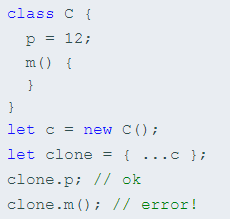 class C {
  p = 12;
  m() {
  }
}
let c = new C();
let clone = { ...c };
clone.p; // ok
clone.m(); // error!